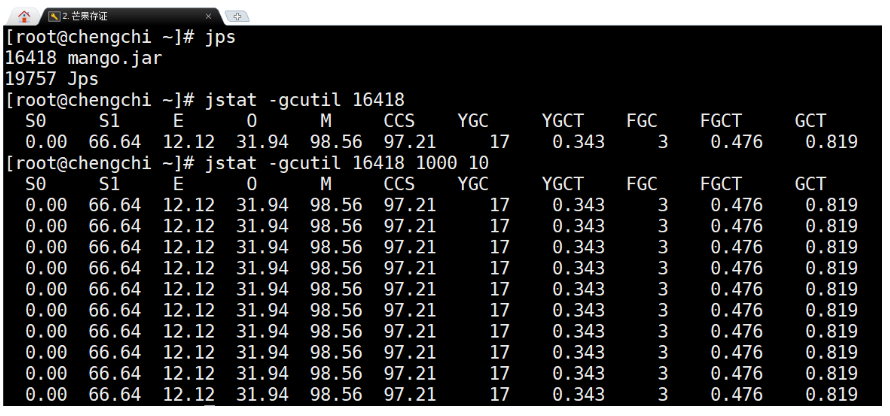 2. 芒果存证
[root@chengchi ~]# jps
16418 mango.jar
19757 Jps
[root@chengchi ~]# jstat -gcutil 16418
S0 S1 E O M CCS YGC YGCT FGC FGCT GCT
0.00 66.64 12.12 31.94 98.56 97.21 17 0.343 3 0.476 0.819
[root@chengchi ~]# jstat -gcutil 16418 1000 10
S0 S1 E O M CCS YGC YGCT FGC FGCT GCT
0.00 66.64 12.12 31.94 98.56 97.21 17 0.343 3 0.476 0.819
0.00 66.64 12.12 31.94 98.56 97.21 17 0.343 3 0.476 0.819
0.00 66.64 12.12 31.94 98.56 97.21 17 0.343 3 0.476 0.819
0.00 66.64 12.12 31.94 98.56 97.21 17 0.343 3 0.476 0.819
0.00 66.64 12.12 31.94 98.56 97.21 17 0.343 3 0.476 0.819
0.00 66.64 12.12 31.94 98.56 97.21 17 0.343 3 0.476 0.819
0.00 66.64 12.12 31.94 98.56 97.21 17 0.343 3 0.476 0.819
0.00 66.64 12.12 31.94 98.56 97.21 17 0.343 3 0.476 0.819
0.00 66.64 12.12 31.94 98.56 97.21 17 0.343 3 0.476 0.819
0.00 66.64 12.12 31.94 98.56 97.21 17 0.343 3 0.476 0.819